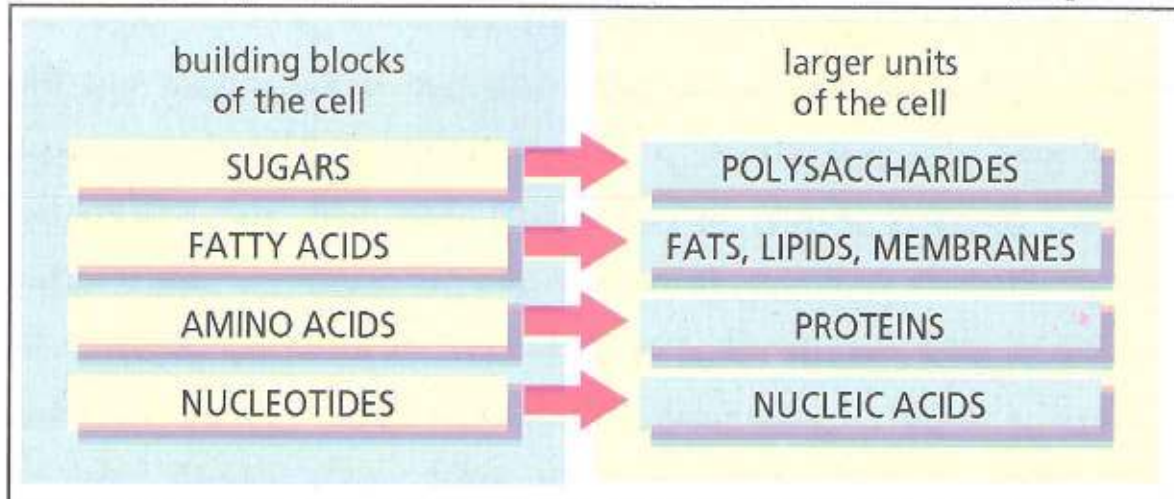 building blocks
of the cell
larger units
of the cell
SUGARS
POLYSACCHARIDES
FATTY ACIDS
FATS, LIPIDS, MEMBRANES
AMINO ACIDS
PROTEINS
NUCLEOTIDES
NUCLEIC ACIDS